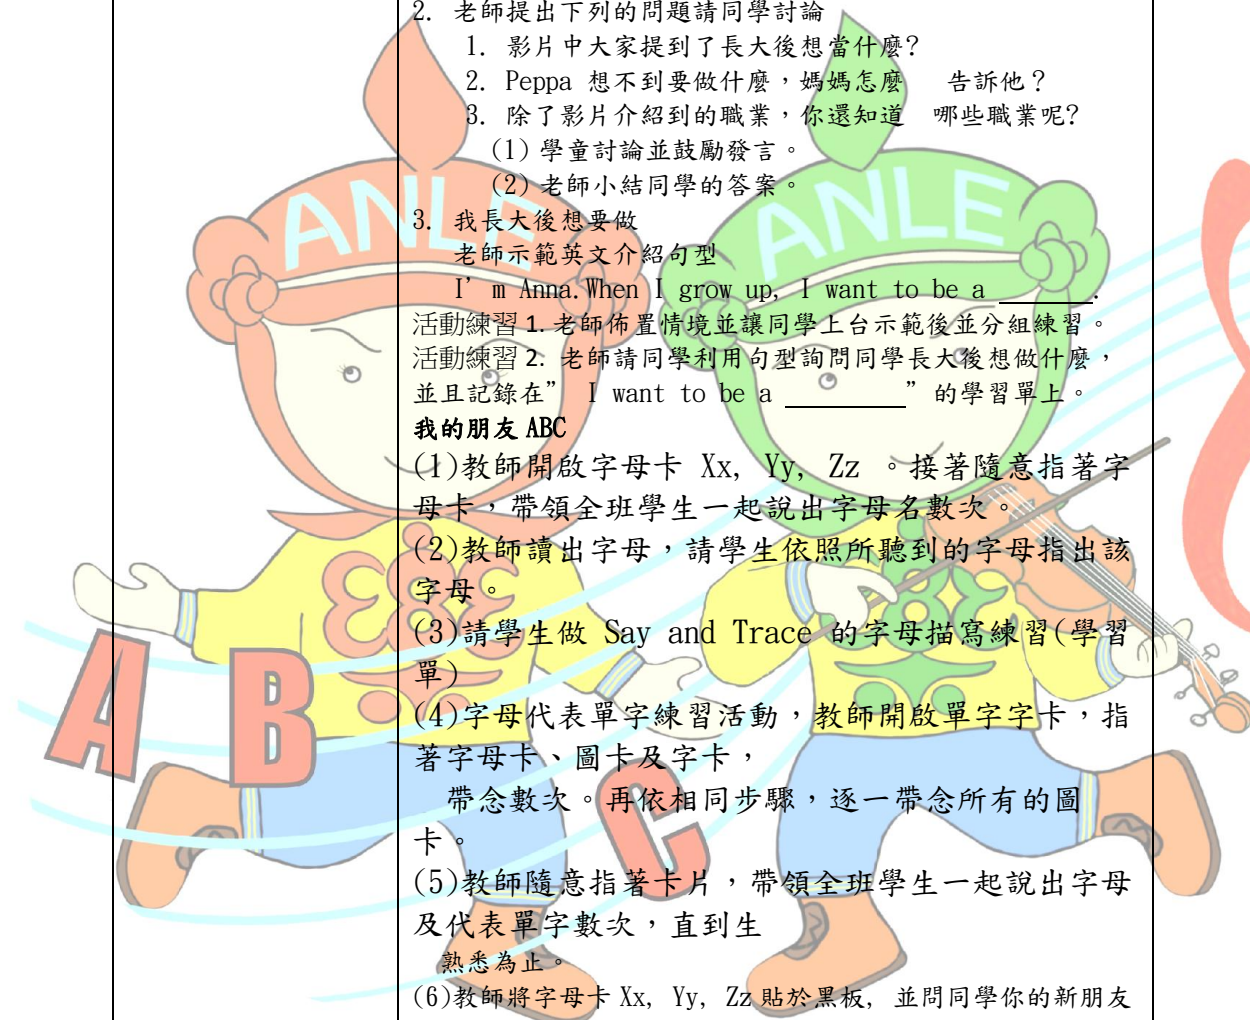 2. 老師提出下列的問題請同學討論
1. 影片中大家提到了長大後想當什麼?
2. Peppa 想不到要做什麼，媽媽怎麼 告訴他？
3. 除了影片介紹到的職業，你還知道 哪些職業呢?
(1) 學童討論並鼓勵發言。
(2) 老師小結同學的答案。
ANLE ANLE
3. 我長大後想要做
老師示範英文介紹句型
I’m Anna.When I grow up, I want to be a ______.
活動練習 1. 老師佈置情境並讓同學上台示範後並分組練習。
活動練習 2. 老師請同學利用句型詢問同學長大後想做什麼，
並且記錄在” I want to be a ________”的學習單上。
我的朋友 ABC
(1)教師開啟字母卡 Xx, Yy, Zz 。接著隨意指著字
母卡，帶領全班學生一起說出字母名數次。
(2)教師讀出字母，請學生依照所聽到的字母指出該
字母。
(3)請學生做 Say and Trace 的字母描寫練習(學習
單)
(4)字母代表單字練習活動，教師開啟單字字卡，指
著字母卡、圖卡及字卡，
帶念數次。再依相同步驟，逐一帶念所有的圖
卡。
(5)教師隨意指著卡片，帶領全班學生一起說出字母
及代表單字數次，直到生
熟悉為止。
(6)教師將字母卡 Xx, Yy, Zz 貼於黑板, 並問同學你的新朋友
A B C